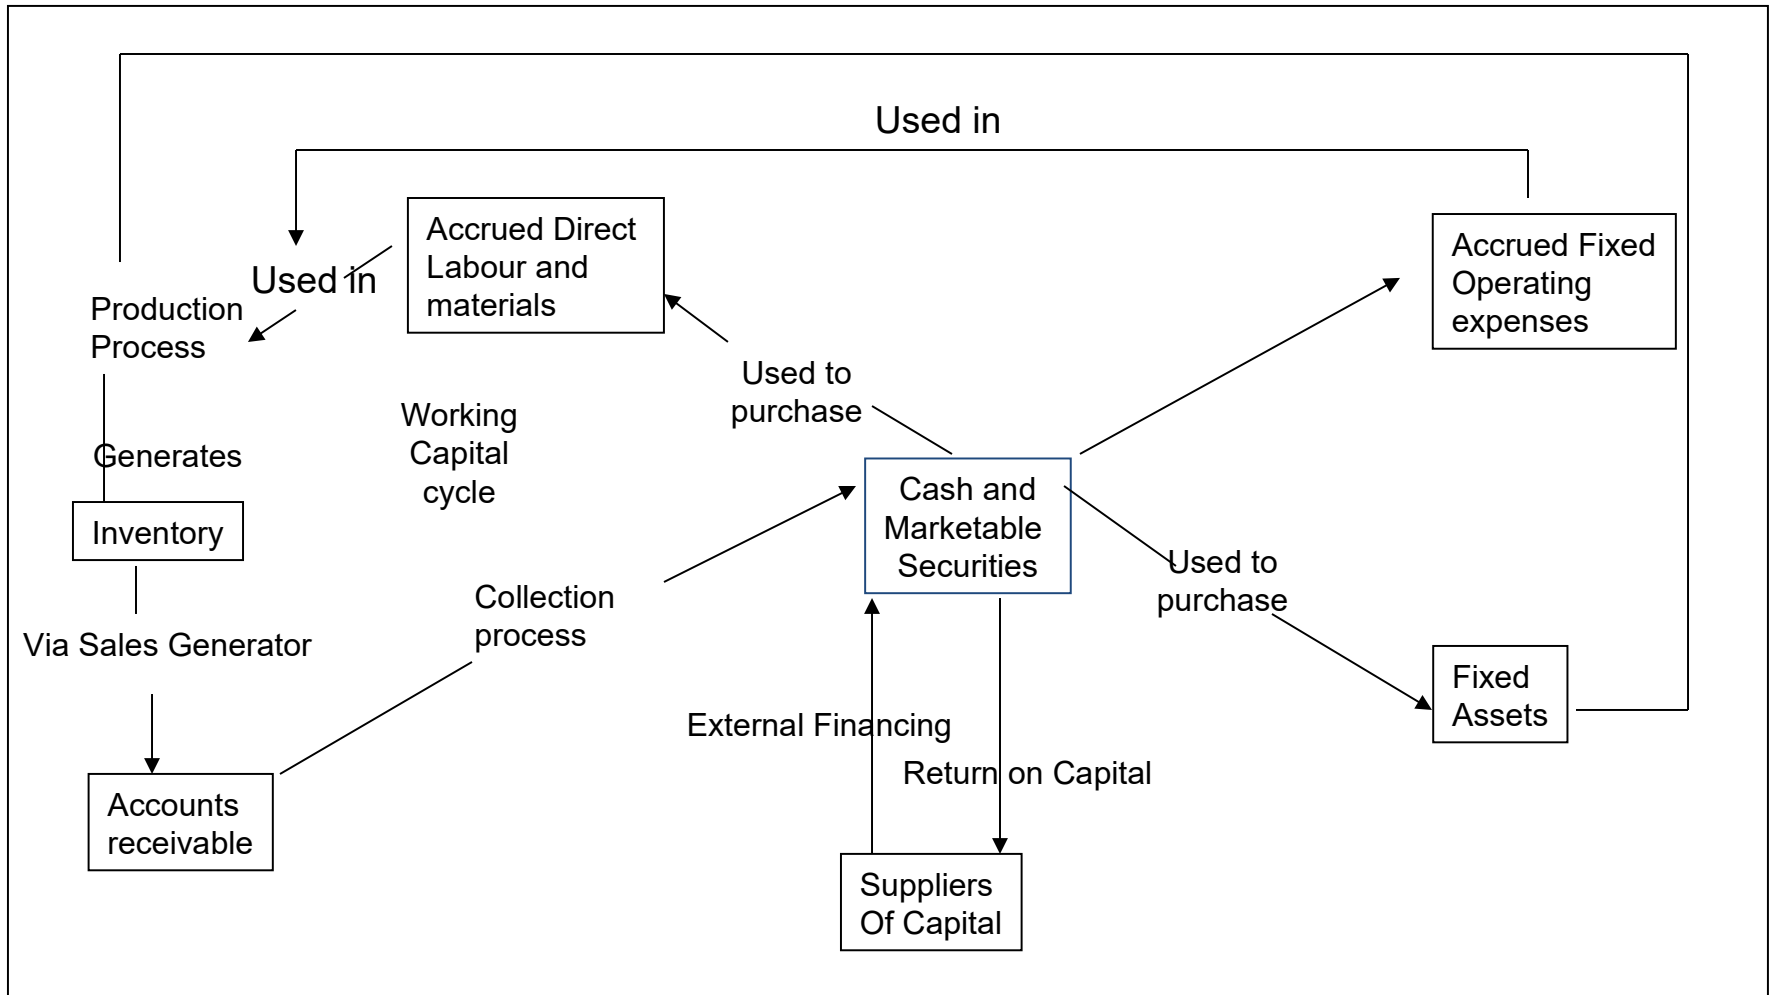 Used in
Accrued Direct
Labour and
materials
Accrued Fixed
Operating
expenses
Used in
Production
Process
Used to
purchase
Working
Capital
cycle
Generates
Cash and
Marketable
Securities
Inventory
Used to
purchase
Collection
process
Via Sales Generator
Fixed
Assets
External Financing
Return on Capital
Accounts
receivable
Suppliers
Of Capital